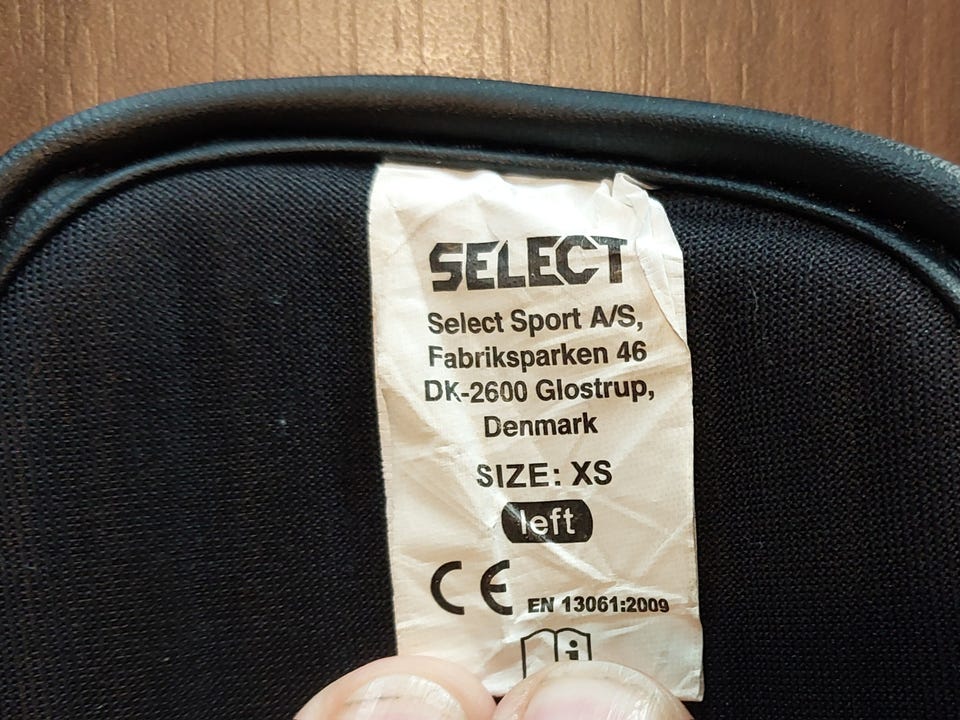 SELECT
Select Sport A/S,
Fabriksparken 46
DK-2600 Glostrup,
Denmark
SIZE: XS
left
CE EN 13061:2009
i